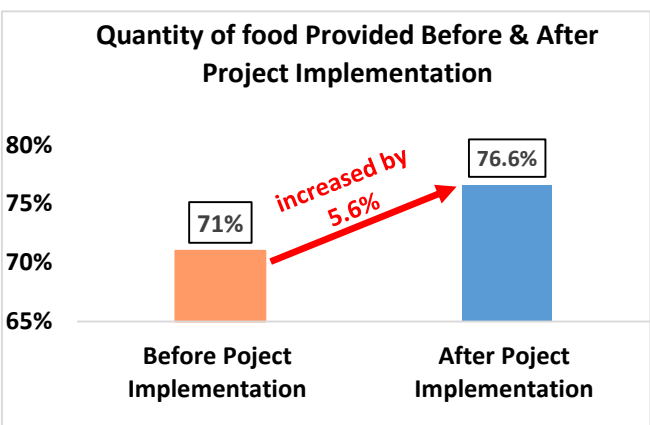 Quantity of food Provided Before & After
Project Implementation
80%
75%
70%
65%
71%
increased by
5.6%
76.6%
Before Poject
Implementation
After Poject
Implementation